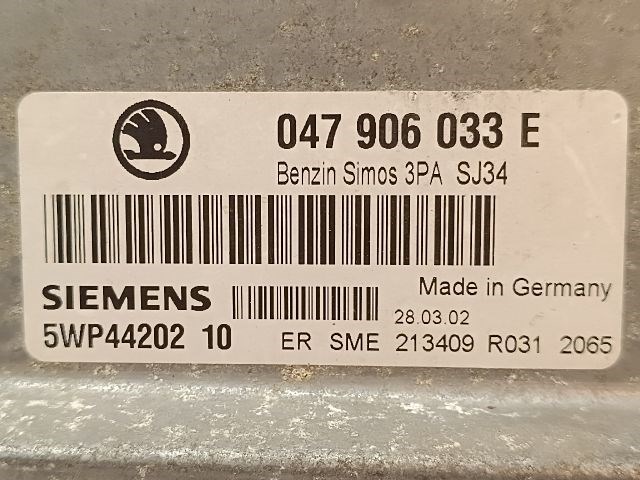 047 906 033 E
Benzin Simos 3PA SJ34
SIEMENS
Made in Germany
28.03.02
5WP44202 10
ER SME 213409 R031 2065